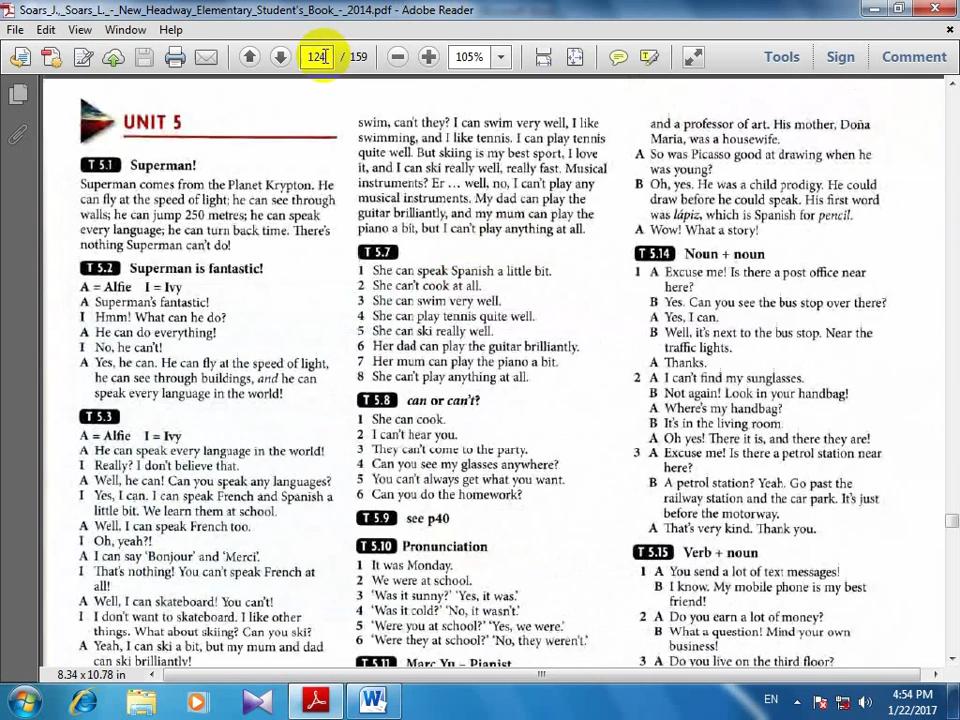 Soars_J.,_Soars_L._-_New_Headway_Elementary_Student's_Book_-_2014.pdf - Adobe Reader
File Edit View Window Help
124 / 159 105% Tools Sign Comment
UNIT 5
T 5.1 Superman!
Superman comes from the Planet Krypton. He
can fly at the speed of light; he can see through
walls; he can jump 250 metres; he can speak
every language; he can turn back time. There's
nothing Superman can't do!
T 5.2 Superman is fantastic!
A = Alfie I = Ivy
A Superman's fantastic!
I Hmm! What can he do?
A He can do everything!
I No, he can't!
A Yes, he can. He can fly at the speed of light,
he can see through buildings, and he can
speak every language in the world!
T 5.3
A = Alfie I = Ivy
A He can speak every language in the world!
I Really? I don't believe that.
A Well, he can! Can you speak any languages?
I Yes, I can. I can speak French and Spanish a
little bit. We learn them at school.
A Well, I can speak French too.
I Oh, yeah?!
A I can say 'Bonjour' and 'Merci'.
I That's nothing! You can't speak French at
all!
A Well, I can skateboard! You can't!
I I don't want to skateboard. I like other
things. What about skiing? Can you ski?
A Yeah, I can ski a bit, but my mum and dad
can ski brilliantly!
swim, can't they? I can swim very well, I like
swimming, and I like tennis. I can play tennis
quite well. But skiing is my best sport, I love
it, and I can ski really well, really fast. Musical
instruments? Er ... well, no, I can't play any
musical instruments. My dad can play the
guitar brilliantly, and my mum can play the
piano a bit, but I can't play anything at all.
T 5.7
1 She can speak Spanish a little bit.
2 She can't cook at all.
3 She can swim very well.
4 She can play tennis quite well.
5 She can ski really well.
6 Her dad can play the guitar brilliantly.
7 Her mum can play the piano a bit.
8 She can't play anything at all.
T 5.8 can or can't?
1 She can cook.
2 I can't hear you.
3 They can't come to the party.
4 Can you see my glasses anywhere?
5 You can't always get what you want.
6 Can you do the homework?
T 5.9 see p40
T 5.10 Pronunciation
1 It was Monday.
2 We were at school.
3 'Was it sunny?' 'Yes, it was.'
4 'Was it cold?' 'No, it wasn't.'
5 'Were you at school?' 'Yes, we were.'
6 'Were they at school?' 'No, they weren't.'
T 5.11 Marc Yu – Pianist
and a professor of art. His mother, Doña
Maria, was a housewife.
A So was Picasso good at drawing when he
was young?
B Oh, yes. He was a child prodigy. He could
draw before he could speak. His first word
was lápiz, which is Spanish for pencil.
A Wow! What a story!
T 5.14 Noun + noun
1 A Excuse me! Is there a post office near
here?
B Yes. Can you see the bus stop over there?
A Yes, I can.
B Well, it's next to the bus stop. Near the
traffic lights.
A Thanks.
2 A I can't find my sunglasses.
B Not again! Look in your handbag!
A Where's my handbag?
B It's in the living room.
A Oh yes! There it is, and there they are!
3 A Excuse me! Is there a petrol station near
here?
B A petrol station? Yeah. Go past the
railway station and the car park. It's just
before the motorway.
A That's very kind. Thank you.
T 5.15 Verb + noun
1 A You send a lot of text messages!
B I know. My mobile phone is my best
friend!
2 A Do you earn a lot of money?
B What a question! Mind your own
business!
3 A Do you live on the third floor?
8.34 x 10.78 in
EN
4:54 PM
1/22/2017